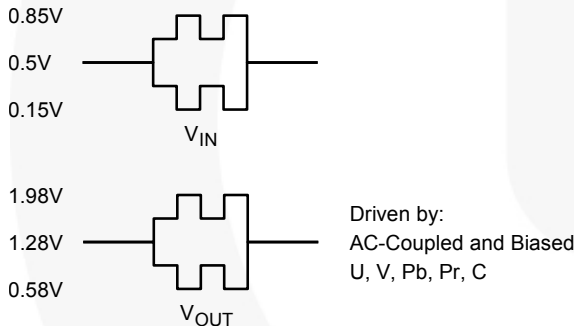 0.85V
0.5V
0.15V
VIN
1.98V
1.28V
0.58V
VOUT
Driven by:
AC-Coupled and Biased
U, V, Pb, Pr, C